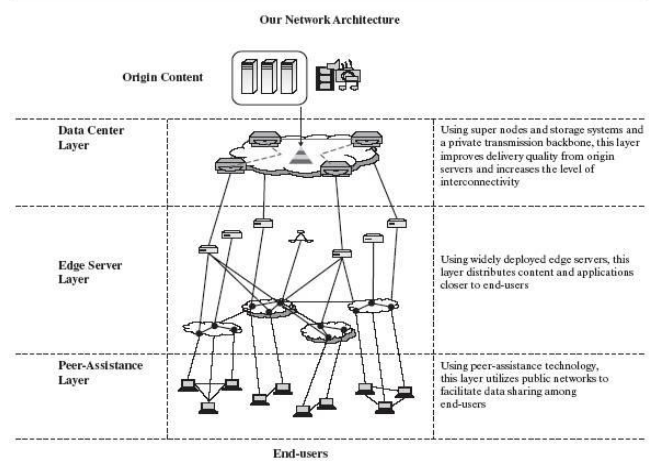 Our Network Architecture
Origin Content
Data Center
Layer
Using super nodes and storage systems and
a private transmission backbone, this layer
improves delivery quality from origin
servers and increases the level of
interconnectivity
Edge Server
Layer
Using widely deployed edge servers, this
layer distributes content and applications
closer to end-users
Peer-Assistance
Layer
Using peer-assistance technology,
this layer utilizes public networks to
facilitate data sharing among
end-users
End-users